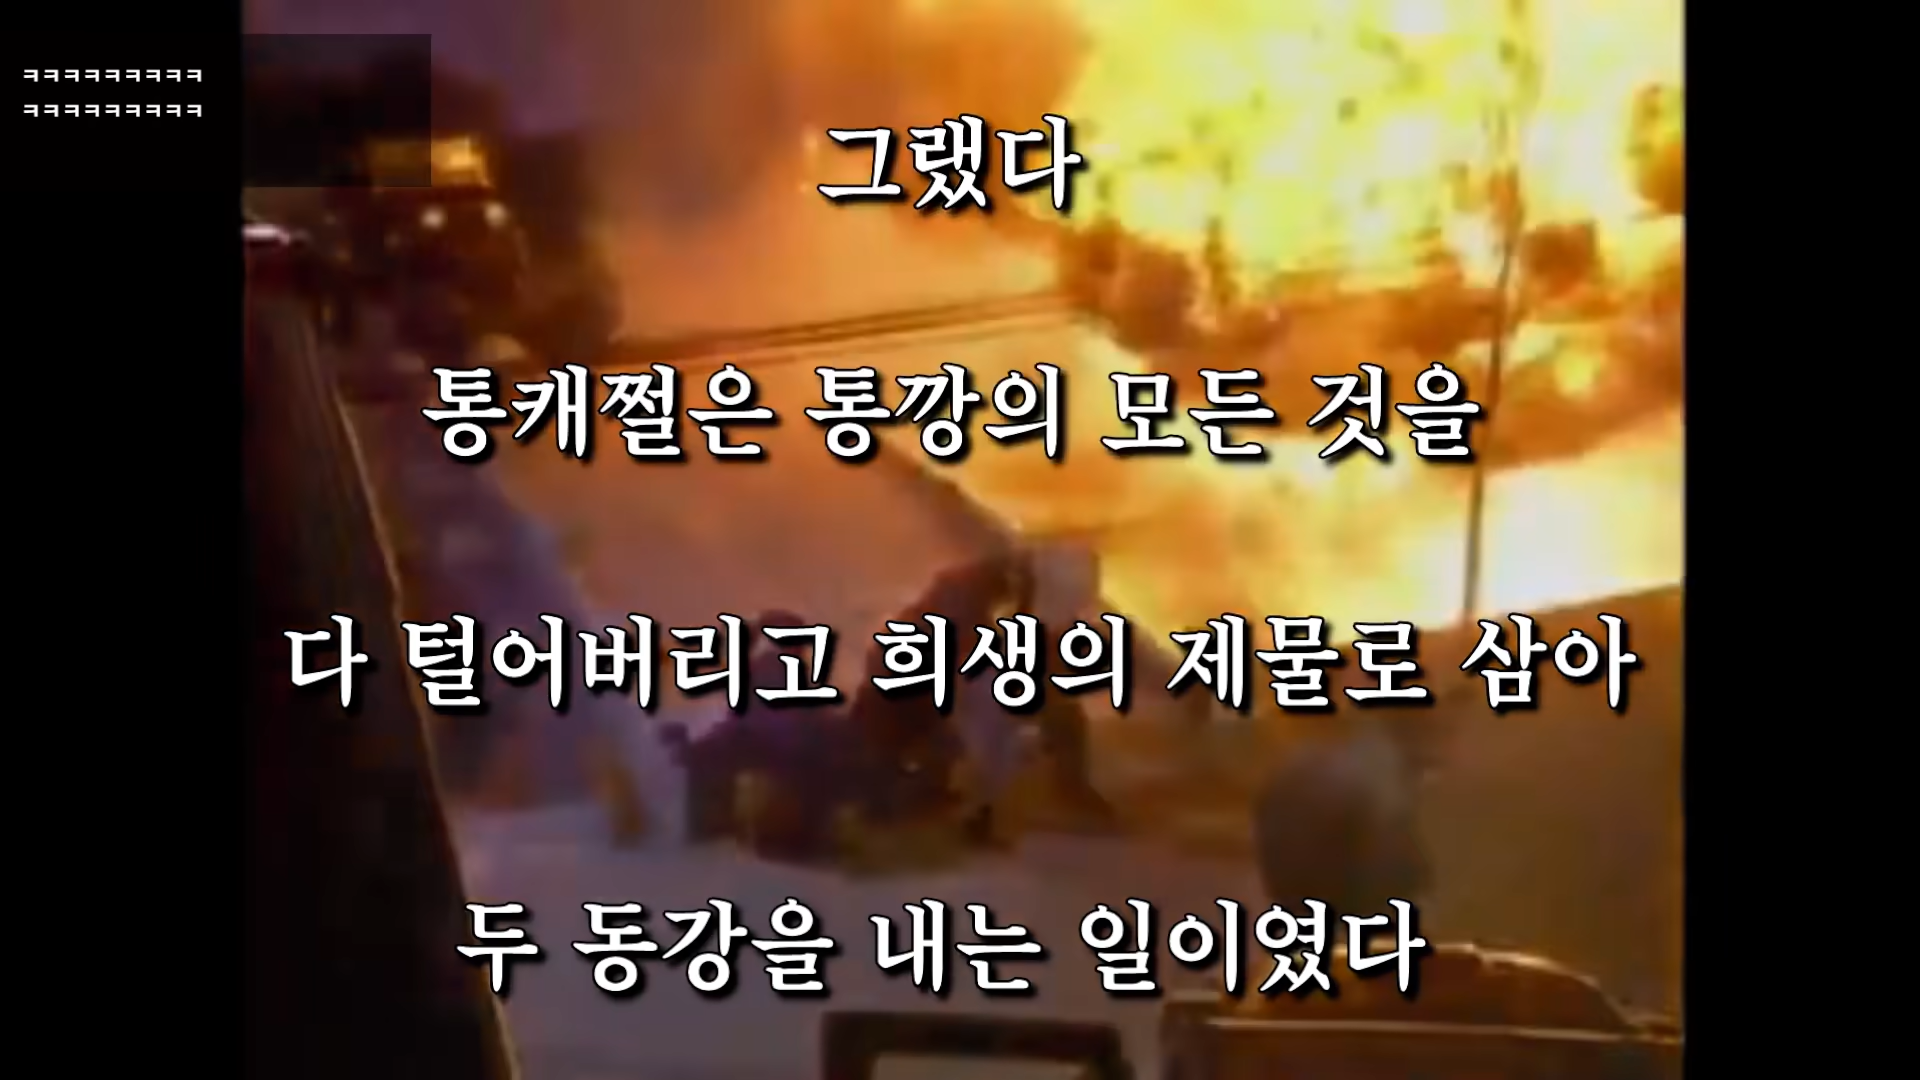 ㅋㅋㅋㅋㅋㅋㅋㅋㅋ
ㅋㅋㅋㅋㅋㅋㅋㅋㅋ
그랬다
통캐쩔은 통깡의 모든 것을
다 털어버리고 희생의 제물로 삼아
두 동강을 내는 일이였다